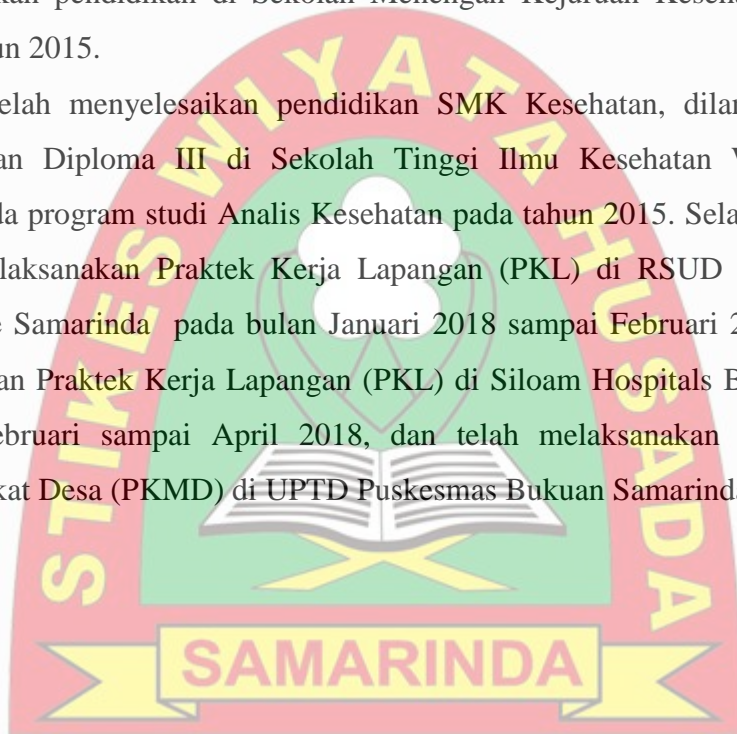 kan pendidikan di Sekolah Menengah Kejuruan Keseha
un 2015.
elah menyelesaikan pendidikan SMK Kesehatan, dilan
an Diploma III di Sekolah Tinggi Ilmu Kesehatan
da program studi Analis Kesehatan pada tahun 2015. Sela
elaksanakan Praktek Kerja Lapangan (PKL) di RSUD
e Samarinda pada bulan Januari 2018 sampai Februari 2
an Praktek Kerja Lapangan (PKL) di Siloam Hospitals B
ebruari sampai April 2018, dan telah melaksanakan
kat Desa (PKMD) di UPTD Puskesmas Bukuan Samarinda
STIKES WIYATA HUSADA
SAMARINDA